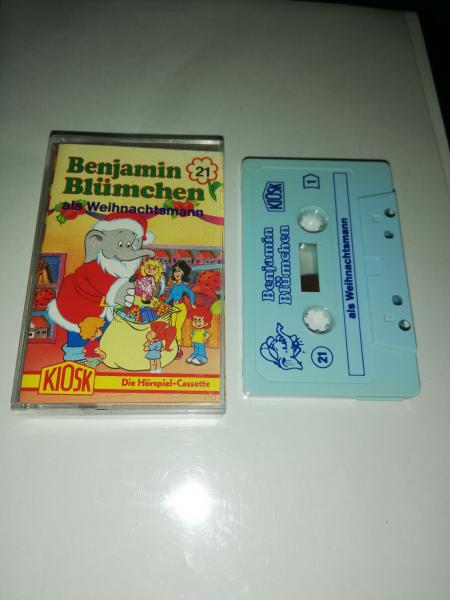 Benjamin
Blümchen
21
als Weihnachtsmann
KIOSK
Die Hörspiel-Cassette
KIOSK
1
Benjamin
Blümchen
als Weihnachtsmann
21